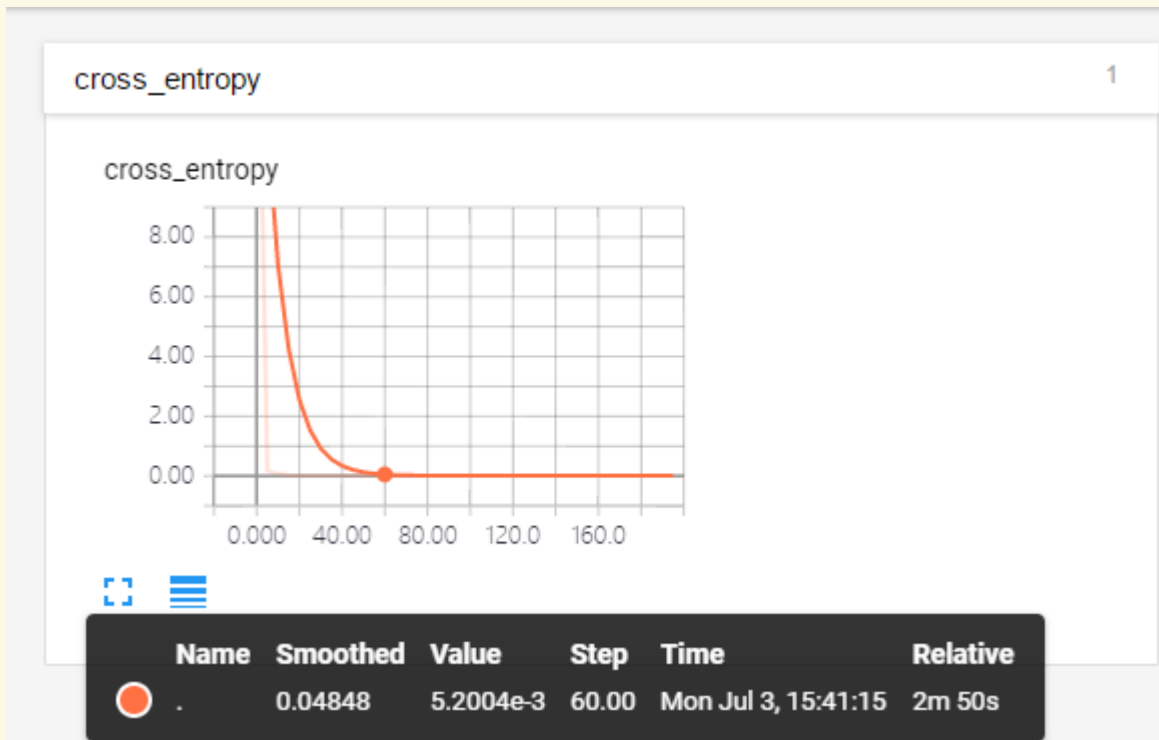 cross_entropy 1
cross_entropy
8.00
6.00
4.00
2.00
0.00
0.000 40.00 80.00 120.0 160.0
Name Smoothed Value Step Time Relative
. 0.04848 5.2004e-3 60.00 Mon Jul 3, 15:41:15 2m 50s